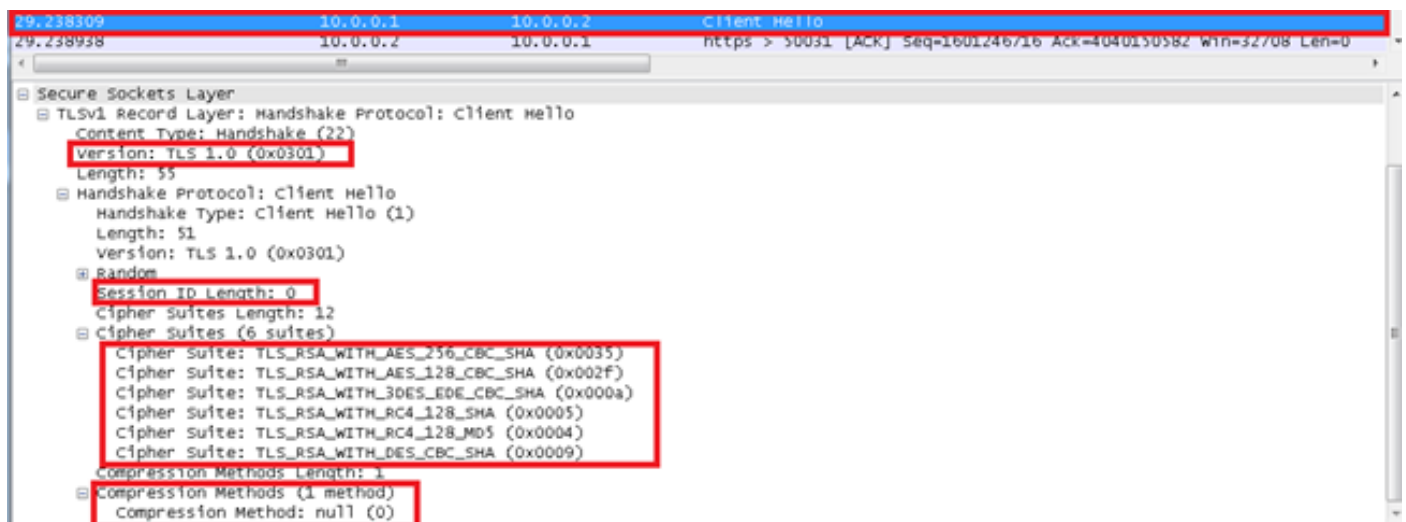 29.238309 10.0.0.1 10.0.0.2 Client Hello
29.238938 10.0.0.2 10.0.0.1 https > 50031 [ACK] Seq=1601246716 Ack=4040150582 Win=32708 Len=0
Secure Sockets Layer
TLSv1 Record Layer: Handshake Protocol: Client Hello
Content Type: Handshake (22)
Version: TLS 1.0 (0x0301)
Length: 55
Handshake Protocol: Client Hello
Handshake Type: Client Hello (1)
Length: 51
Version: TLS 1.0 (0x0301)
Random
Session ID Length: 0
Cipher Suites Length: 12
Cipher Suites (6 suites)
Cipher Suite: TLS_RSA_WITH_AES_256_CBC_SHA (0x0035)
Cipher Suite: TLS_RSA_WITH_AES_128_CBC_SHA (0x002f)
Cipher Suite: TLS_RSA_WITH_3DES_EDE_CBC_SHA (0x000a)
Cipher Suite: TLS_RSA_WITH_RC4_128_SHA (0x0005)
Cipher Suite: TLS_RSA_WITH_RC4_128_MD5 (0x0004)
Cipher Suite: TLS_RSA_WITH_DES_CBC_SHA (0x0009)
Compression Methods Length: 1
Compression Methods (1 method)
Compression Method: null (0)